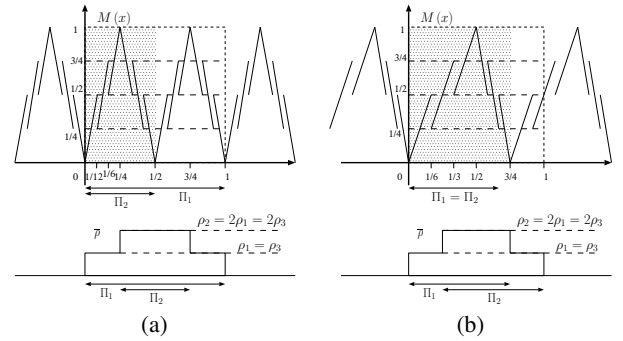 M(x)
1
3/4
1/2
1/4
0
1/12
1/6
1/4
1/2
3/4
1
Π₂
Π₁
p̅
ρ₂ = 2ρ₁ = 2ρ₃
ρ₁ = ρ₃
Π₁
Π₂
(a)
M(x)
1
3/4
1/2
1/4
0
1/6
1/3
1/2
3/4
1
Π₁ = Π₂
p̅
ρ₂ = 2ρ₁ = 2ρ₃
ρ₁ = ρ₃
Π₁
Π₂
(b)